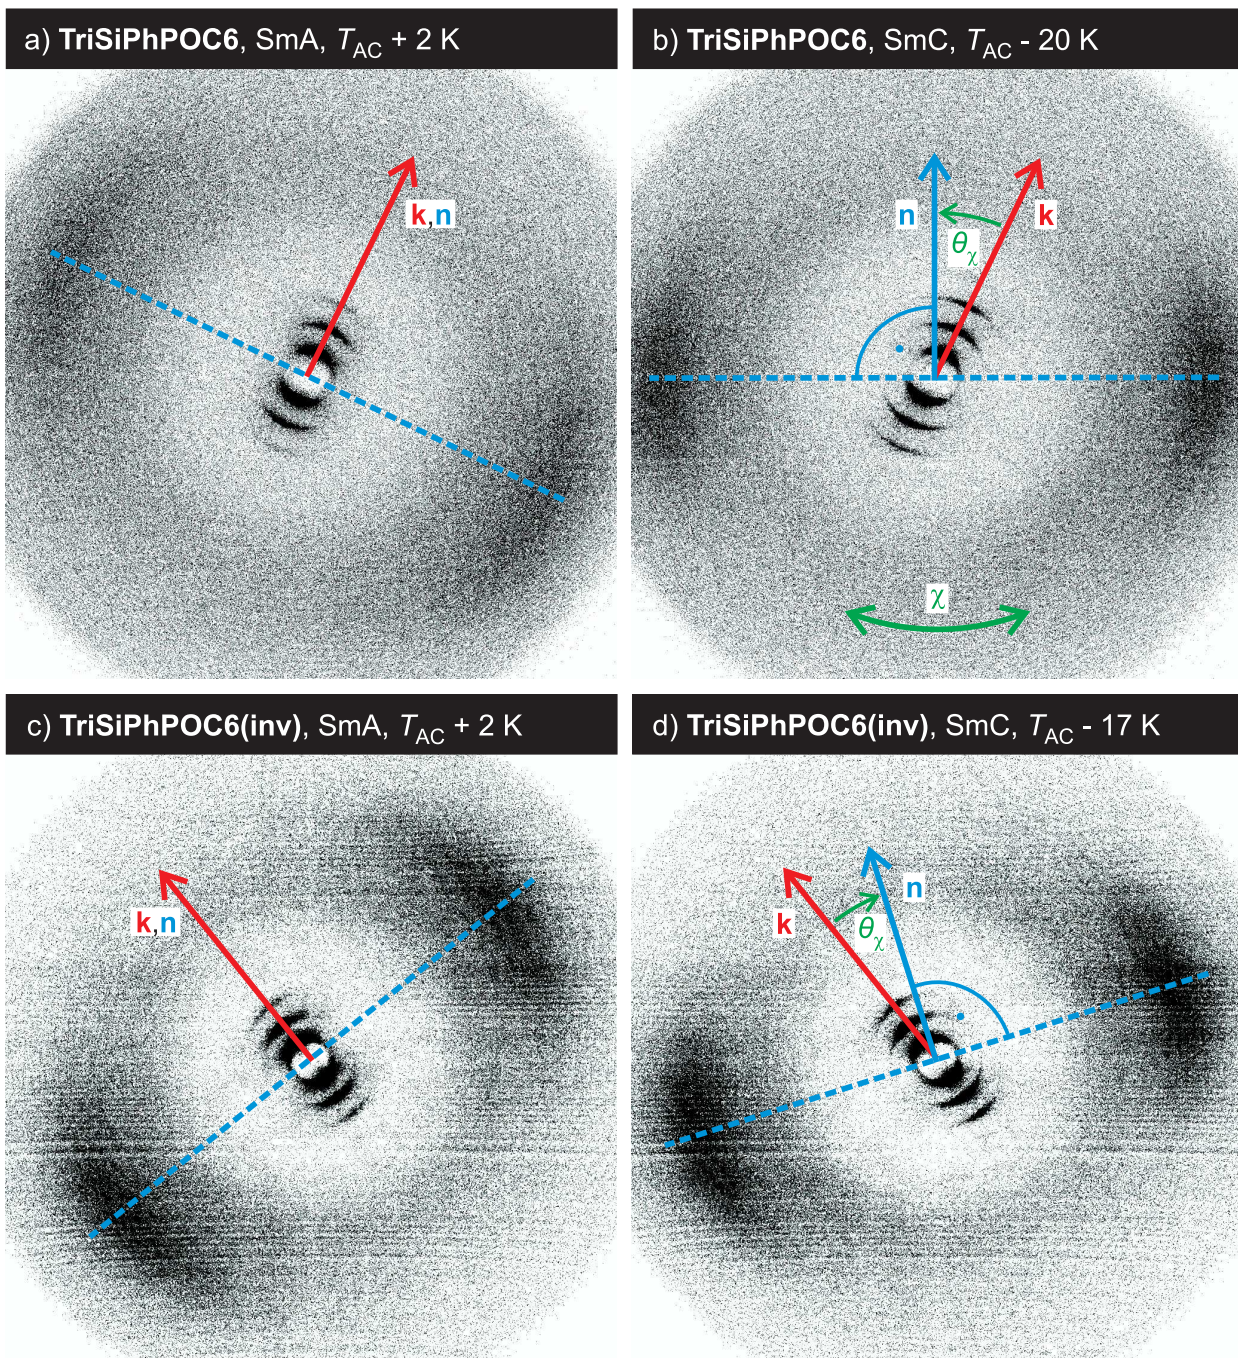 a) TriSiPhPOC6, SmA, TAC + 2 K
k,n
b) TriSiPhPOC6, SmC, TAC - 20 K
n
θχ
k
χ
c) TriSiPhPOC6(inv), SmA, TAC + 2 K
k,n
d) TriSiPhPOC6(inv), SmC, TAC - 17 K
n
k
θχ